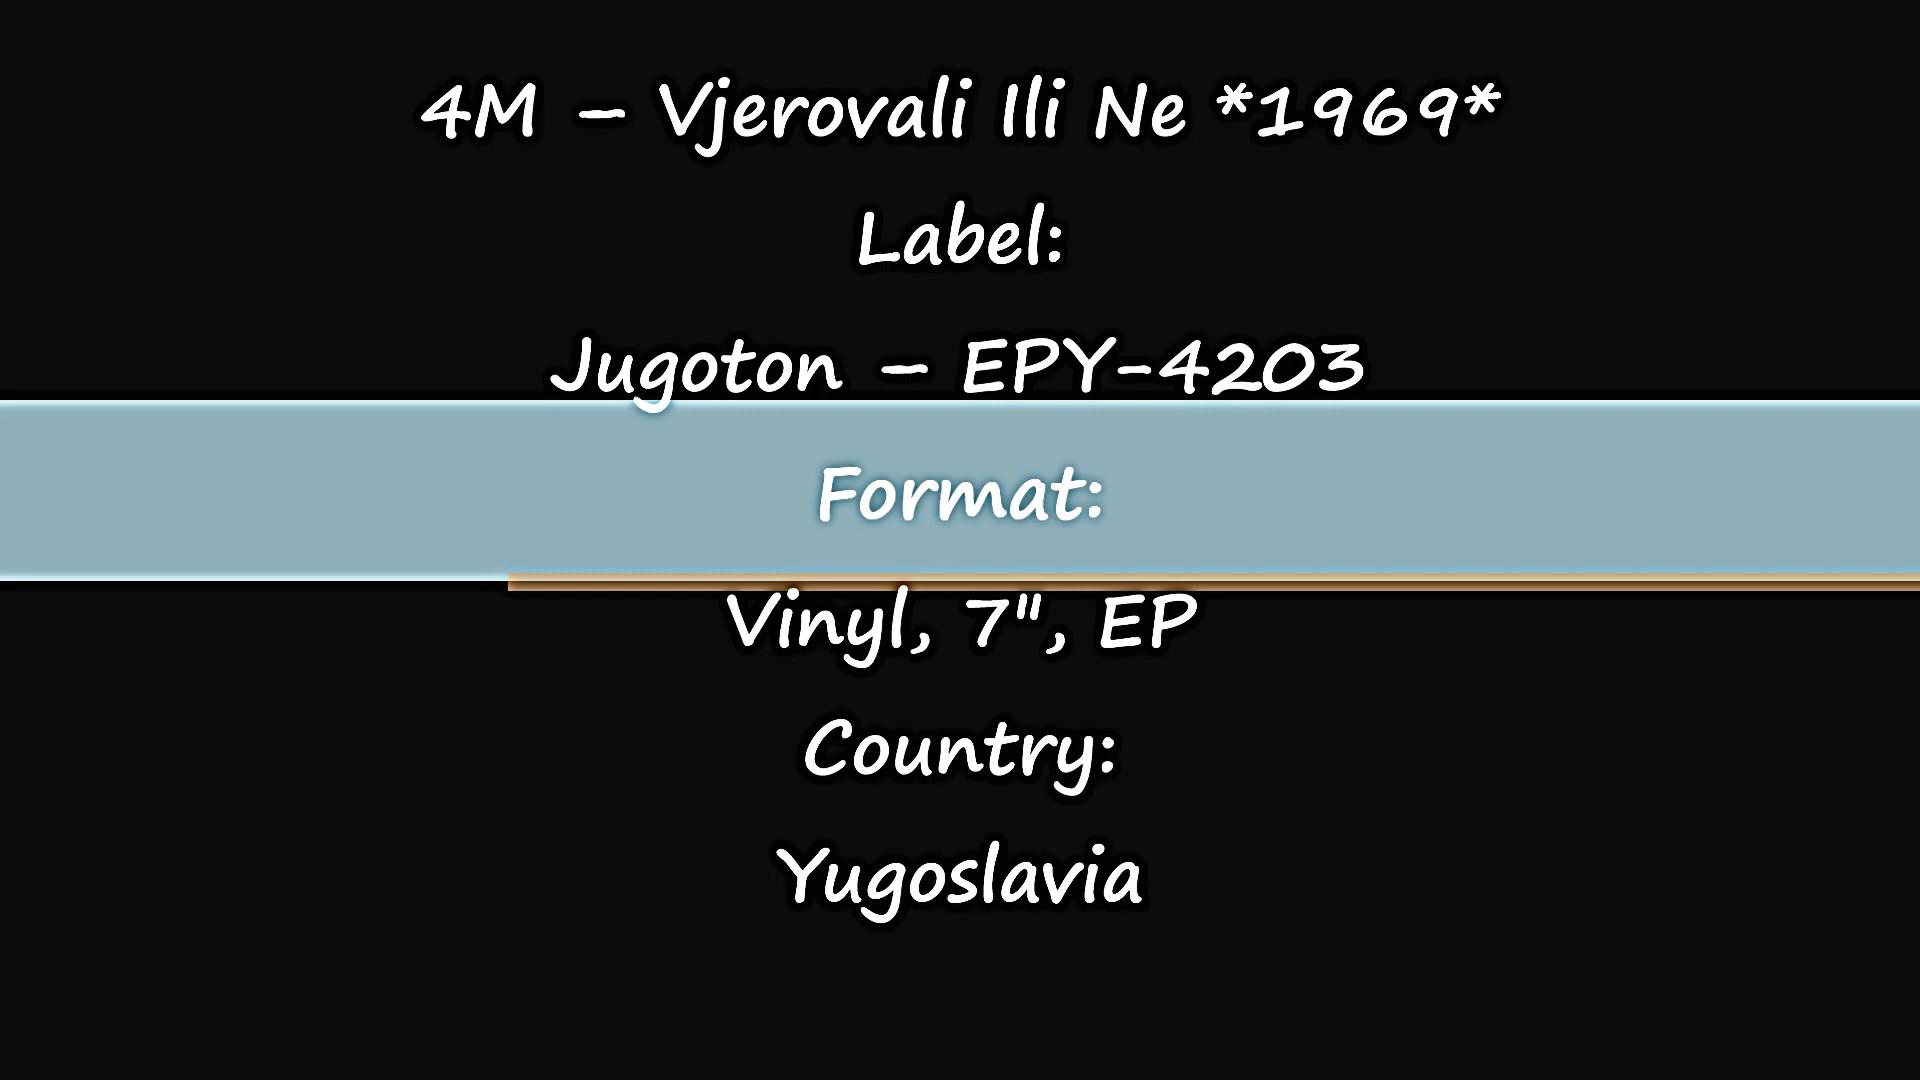 4M – Vjerovali Ili Ne *1969*
Label:
Jugoton – EPY-4203
Format:
Vinyl, 7", EP
Country:
Yugoslavia